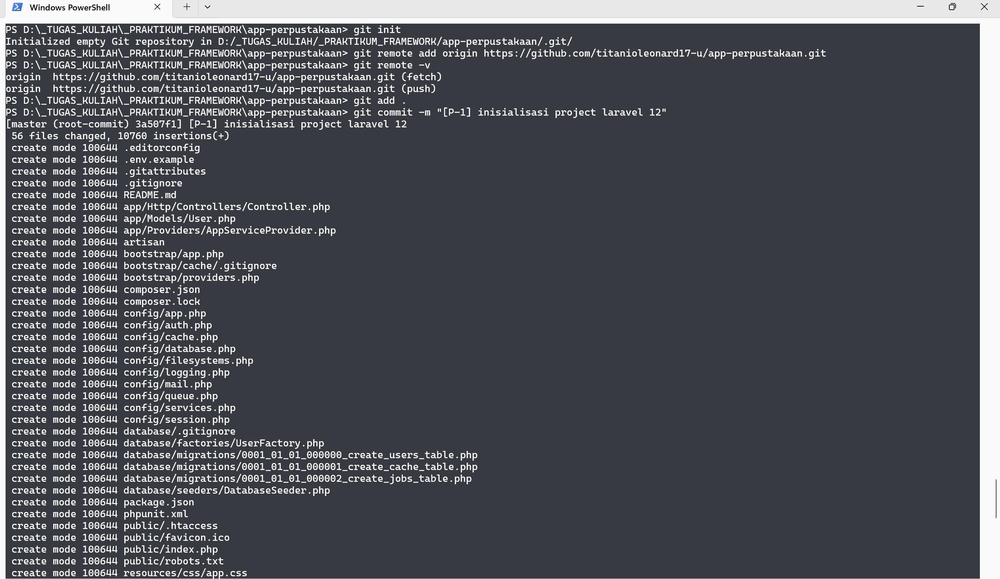 Windows PowerShell
PS D:\_TUGAS_KULIAH\_PRAKTIKUM_FRAMEWORK\app-perpustakaan> git init
Initialized empty Git repository in D:/_TUGAS_KULIAH/_PRAKTIKUM_FRAMEWORK/app-perpustakaan/.git/
PS D:\_TUGAS_KULIAH\_PRAKTIKUM_FRAMEWORK\app-perpustakaan> git remote add origin https://github.com/titanioleonard17-u/app-perpustakaan.git
PS D:\_TUGAS_KULIAH\_PRAKTIKUM_FRAMEWORK\app-perpustakaan> git remote -v
origin  https://github.com/titanioleonard17-u/app-perpustakaan.git (fetch)
origin  https://github.com/titanioleonard17-u/app-perpustakaan.git (push)
PS D:\_TUGAS_KULIAH\_PRAKTIKUM_FRAMEWORK\app-perpustakaan> git add .
PS D:\_TUGAS_KULIAH\_PRAKTIKUM_FRAMEWORK\app-perpustakaan> git commit -m "[P-1] inisialisasi project laravel 12"
[master (root-commit) 3a507f1] [P-1] inisialisasi project laravel 12
 56 files changed, 10760 insertions(+)
 create mode 100644 .editorconfig
 create mode 100644 .env.example
 create mode 100644 .gitattributes
 create mode 100644 .gitignore
 create mode 100644 README.md
 create mode 100644 app/Http/Controllers/Controller.php
 create mode 100644 app/Models/User.php
 create mode 100644 app/Providers/AppServiceProvider.php
 create mode 100644 artisan
 create mode 100644 bootstrap/app.php
 create mode 100644 bootstrap/cache/.gitignore
 create mode 100644 bootstrap/providers.php
 create mode 100644 composer.json
 create mode 100644 composer.lock
 create mode 100644 config/app.php
 create mode 100644 config/auth.php
 create mode 100644 config/cache.php
 create mode 100644 config/database.php
 create mode 100644 config/filesystems.php
 create mode 100644 config/logging.php
 create mode 100644 config/mail.php
 create mode 100644 config/queue.php
 create mode 100644 config/services.php
 create mode 100644 config/session.php
 create mode 100644 database/.gitignore
 create mode 100644 database/factories/UserFactory.php
 create mode 100644 database/migrations/0001_01_01_000000_create_users_table.php
 create mode 100644 database/migrations/0001_01_01_000001_create_cache_table.php
 create mode 100644 database/migrations/0001_01_01_000002_create_jobs_table.php
 create mode 100644 database/seeders/DatabaseSeeder.php
 create mode 100644 package.json
 create mode 100644 phpunit.xml
 create mode 100644 public/.htaccess
 create mode 100644 public/favicon.ico
 create mode 100644 public/index.php
 create mode 100644 public/robots.txt
 create mode 100644 resources/css/app.css